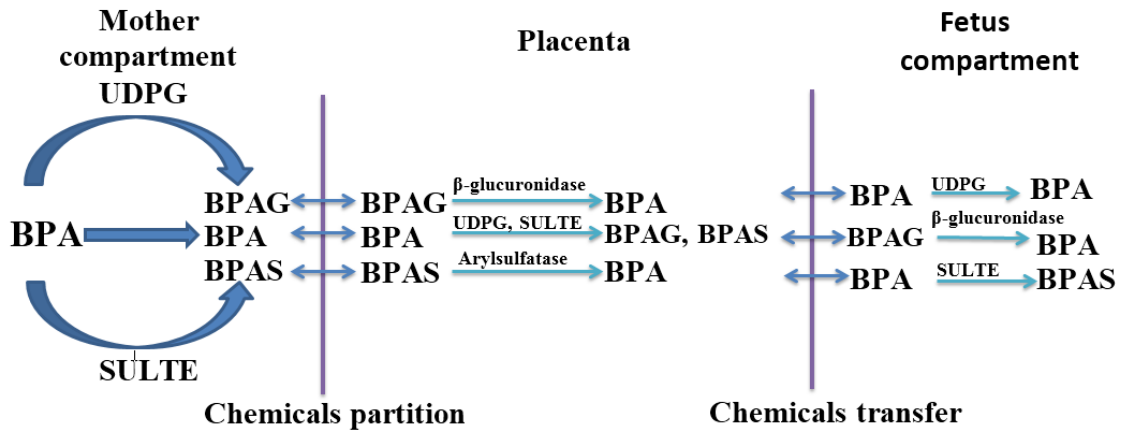 Mother
compartment
UDPG
Placenta
Fetus
compartment
BPA
BPAG
BPA
BPAS
SULTE
BPAG
β-glucuronidase
BPA
BPA
UDPG, SULTE
BPAG, BPAS
BPAS
Arylsulfatase
BPA
BPA
UDPG
BPA
BPAG
β-glucuronidase
BPA
BPA
SULTE
BPAS
Chemicals partition
Chemicals transfer